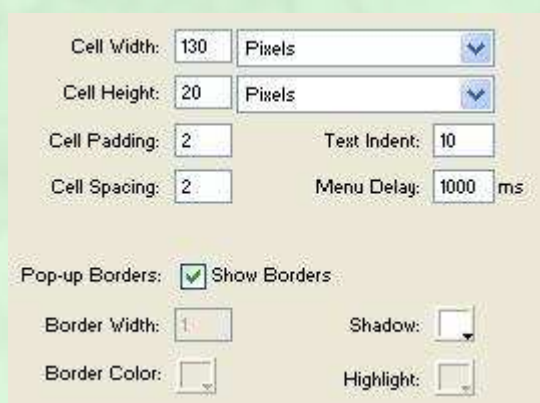 Cell Width: 130 Pixels
Cell Height: 20 Pixels
Cell Padding: 2 Text Indent: 10
Cell Spacing: 2 Menu Delay: 1000 ms
Pop-up Borders: Show Borders
Border Width: 1 Shadow:
Border Color: Highlight: